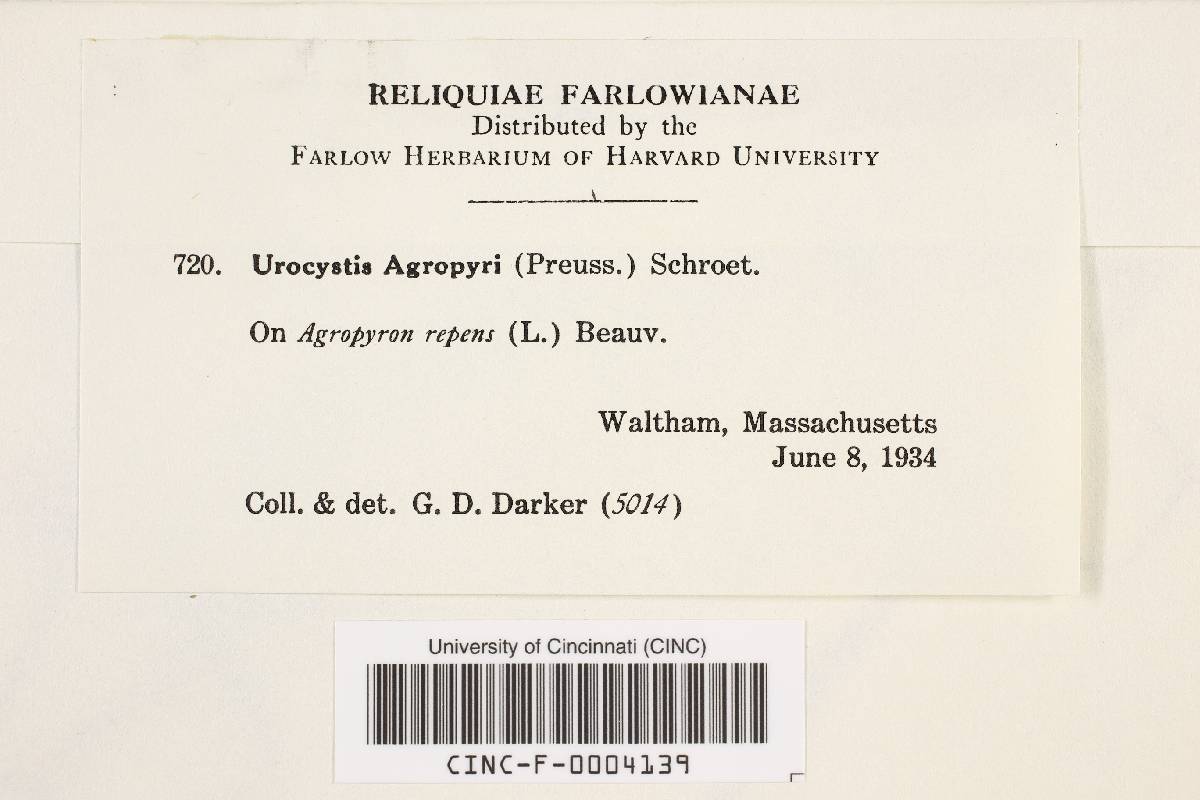 RELIQUIAE FARLOWIANAE
Distributed by the
FARLOW HERBARIUM OF HARVARD UNIVERSITY
720. Urocystis Agropyri (Preuss.) Schroet.
On Agropyron repens (L.) Beauv.
Waltham, Massachusetts
June 8, 1934
Coll. & det. G. D. Darker (5014)
University of Cincinnati (CINC)
CINC-F-0004139